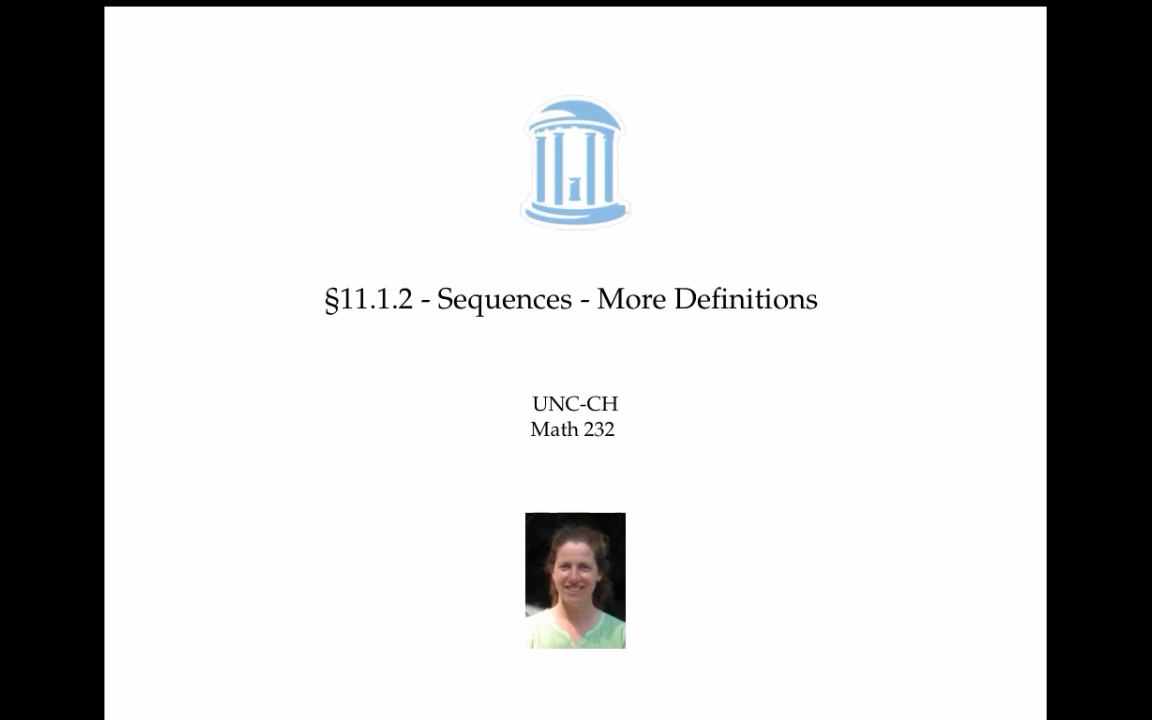 §11.1.2 - Sequences - More Definitions
UNC-CH
Math 232